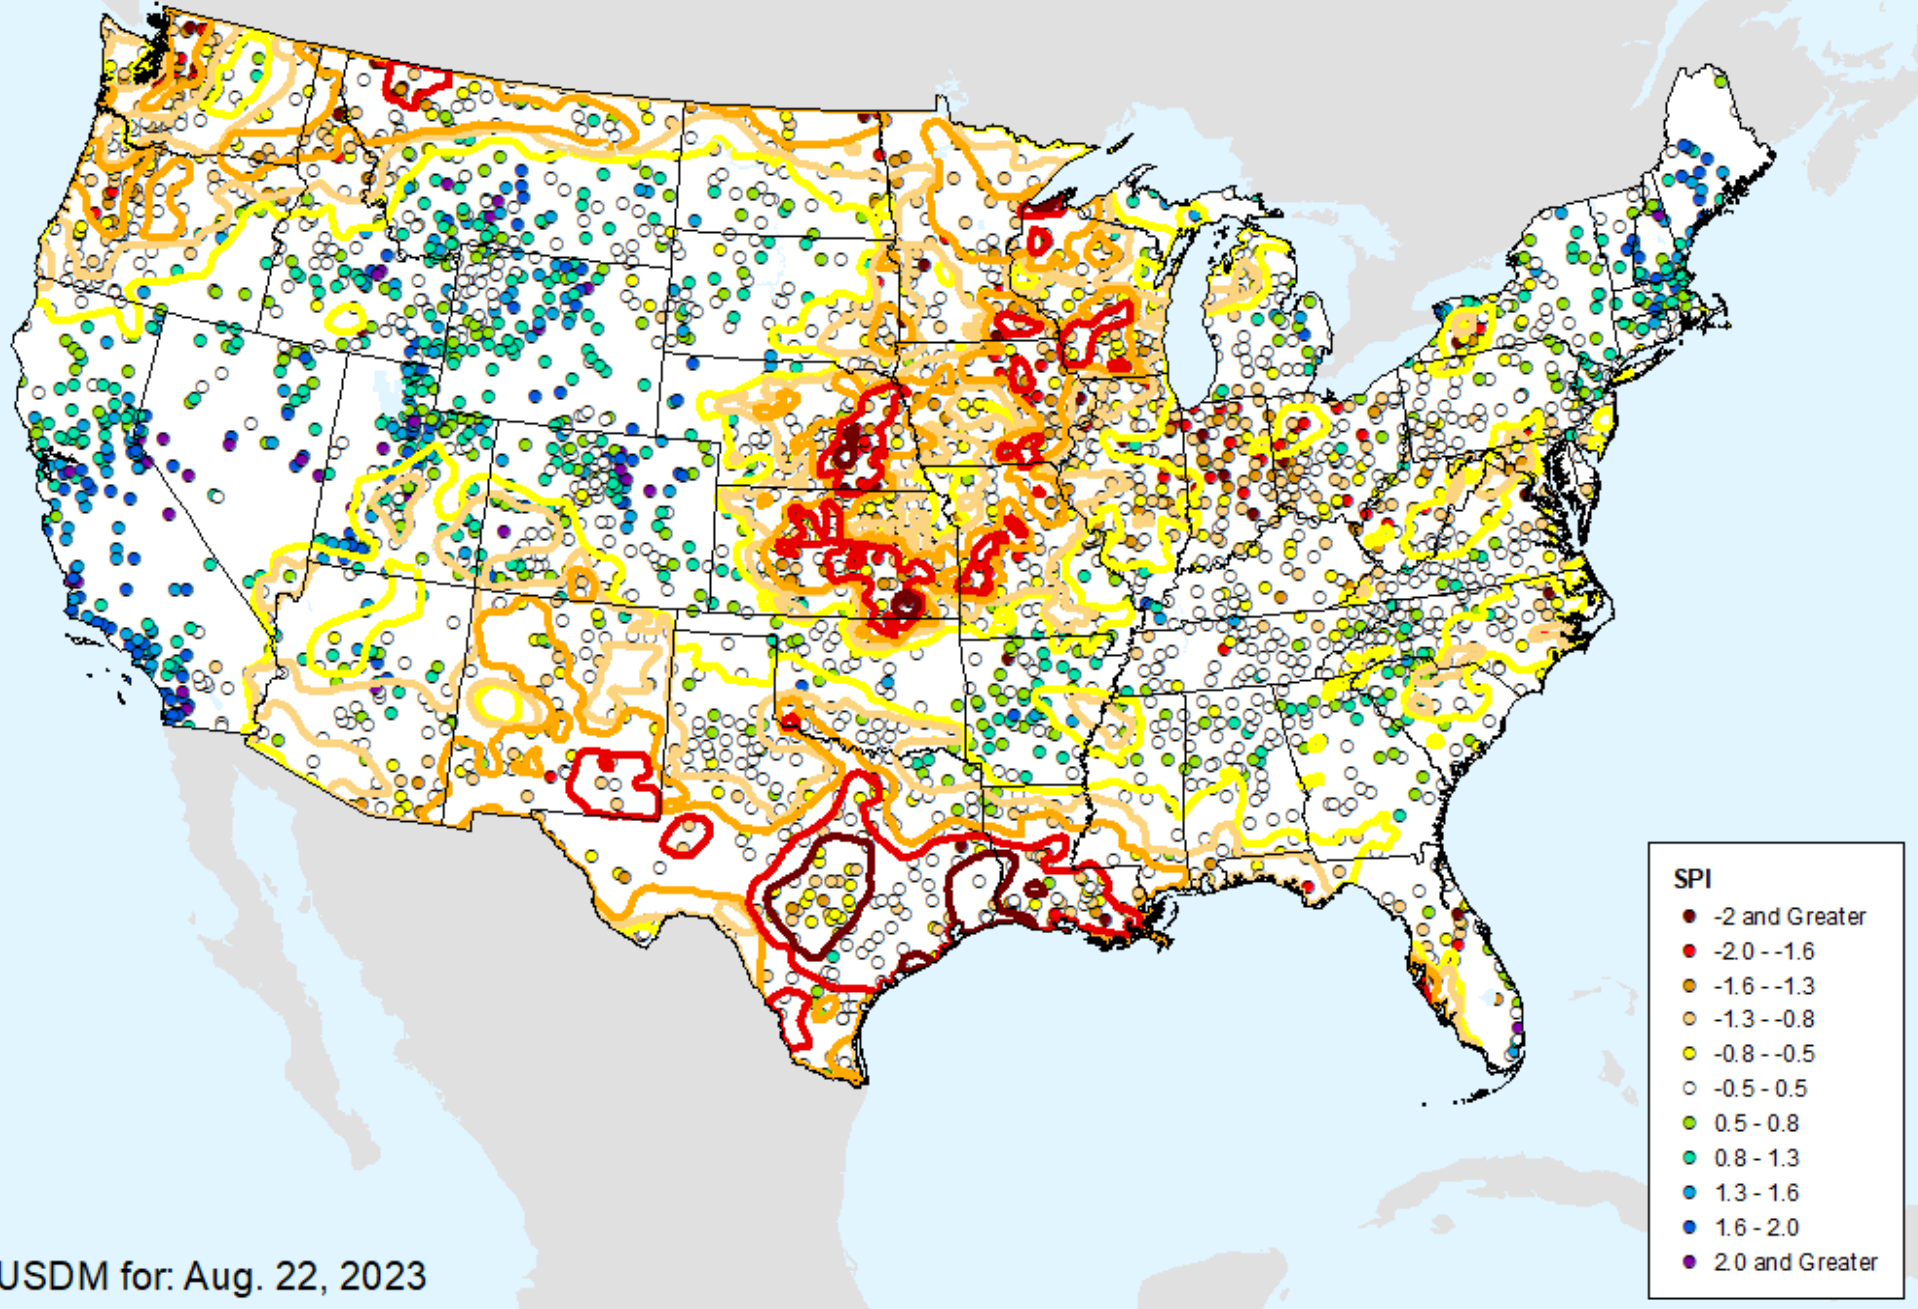 SPI
-2 and Greater
-2.0 - -1.6
-1.6 - -1.3
-1.3 - -0.8
-0.8 - -0.5
-0.5 - 0.5
0.5 - 0.8
0.8 - 1.3
1.3 - 1.6
1.6 - 2.0
2.0 and Greater
USDM for: Aug. 22, 2023